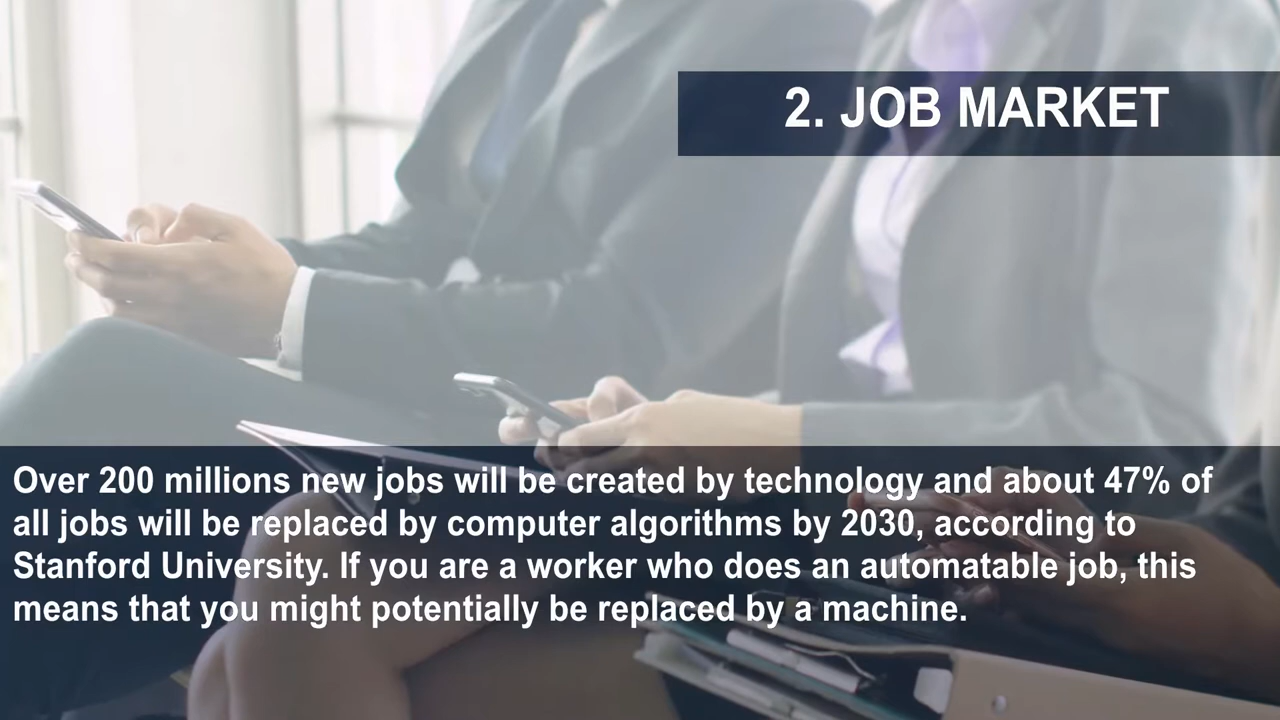 2. JOB MARKET
Over 200 millions new jobs will be created by technology and about 47% of
all jobs will be replaced by computer algorithms by 2030, according to
Stanford University. If you are a worker who does an automatable job, this
means that you might potentially be replaced by a machine.